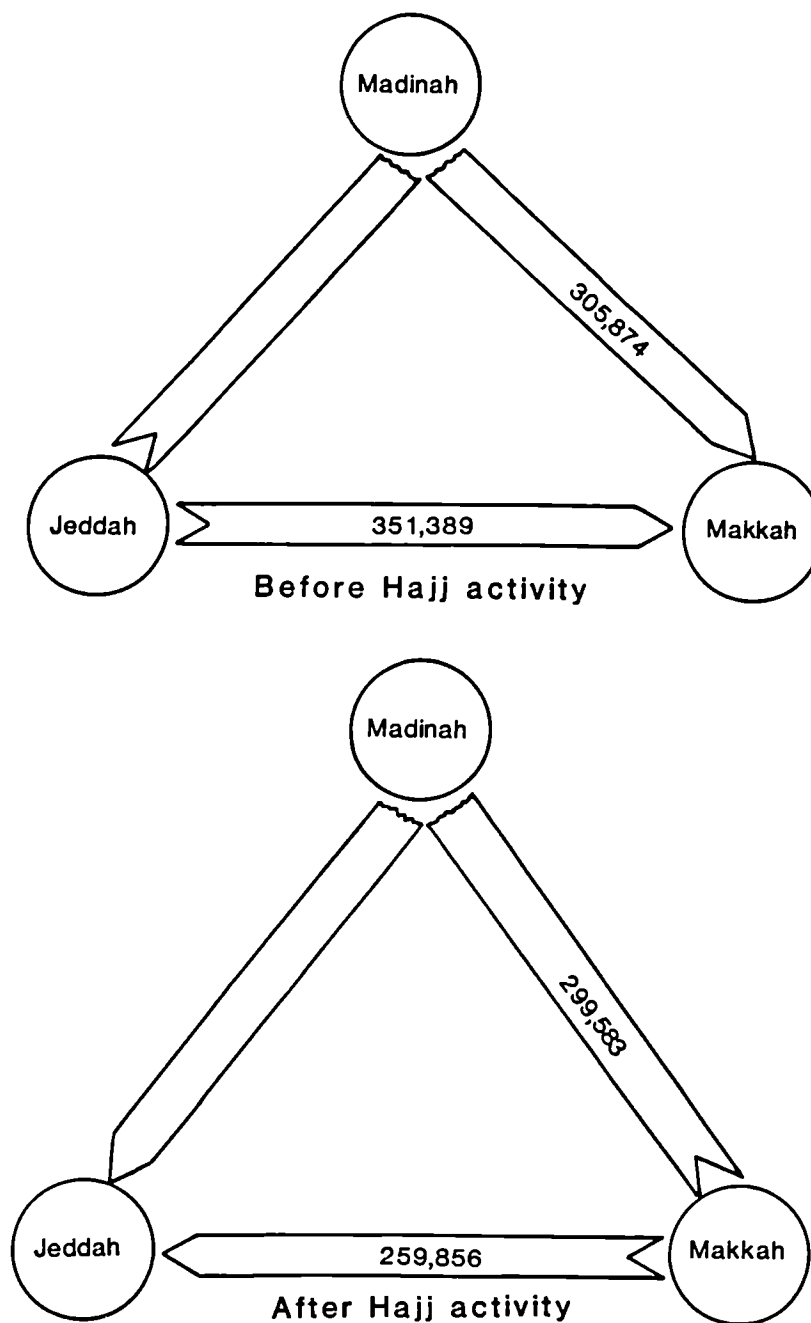 Madinah
305,874
Jeddah
351,389
Makkah
Before Hajj activity
Madinah
299,583
Jeddah
259,856
Makkah
After Hajj activity